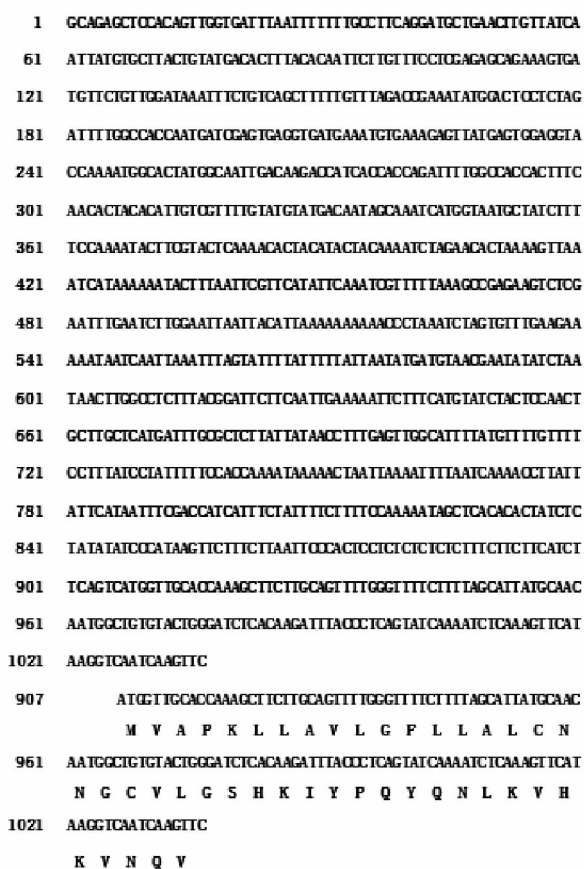 1 GCAGAGCTCCACAGTTGGTGATTTAATTTTTTTGCCTTCAGGATGCTGAACTTGTTATCA
61 ATTATGTGCTTACTGTATGACACTTTACACAATTCTTGTTTCCTCGAGAGCAGAAAGTGA
121 TGTTCTGTTGGATAAATTTCTGTCAGCTTTTTGTTTAGACCGAAATATGGACTCCTCTAG
181 ATTTTGGCCACCAATGATCGAGTGAGGTGATGAAATGTGAAAGAGTTATGAGTGGAGGTA
241 CCAAAATGGCACTATGGCAATTGACAAGACCATCACCACCAGATTTTGGCCACCACTTTC
301 AACACTACACATTGTCGTTTTGTATGTATGACAATAGCAAATCATGGTAATGCTATCTTT
361 TCCAAAATACTTCGTACTCAAAACACTACATACTACAAAATCTAGAACACTAAAAGTTAA
421 ATCATAAAAAATACTTTAATTCGTTCATATTCAAATCGTTTTTAAAGCCGAGAAGTCTCG
481 AATTTGAATCTTGGAATTAATTACATTAAAAAAAAAACCCTAAATCTAGTGTTTGAAGAA
541 AAATAATCAATTAAATTTAGTATTTTATTTTTATTAATATGATGTAACGAATATATCTAA
601 TAACTTGGCCTCTTTACGGATTCTTCAATTGAAAAATTCTTTCATGTATCTACTCCAACT
661 GCTTGCTCATGATTTGCGCTCTTATTATAACCTTTGAGTTGGCATTTTATGTTTTGTTTT
721 CCTTTATCCTATTTTTCCACCAAAATAAAAACTAATTAAAATTTTAATCAAAACCTTATT
781 ATTCATAATTTCGACCATCATTTCTATTTTCTTTTCCAAAAATAGCTCACACACTATCTC
841 TATATATCCCATAAGTTCTTTCTTAATTCCCACTCCTCTCTCTCTCTTTCTTCTTCATCT
901 TCAGTCATGGTTGCACCAAAGCTTCTTGCAGTTTTGGGTTTTCTTTTAGCATTATGCAAC
961 AATGGCTGTGTACTGGGATCTCACAAGATTTACCCTCAGTATCAAAATCTCAAAGTTCAT
1021 AAGGTCAATCAAGTTC
907 ATGGTTGCACCAAAGCTTCTTGCAGTTTTGGGTTTTCTTTTAGCATTATGCAAC
M V A P K L L A V L G F L L A L C N
961 AATGGCTGTGTACTGGGATCTCACAAGATTTACCCTCAGTATCAAAATCTCAAAGTTCAT
N G C V L G S H K I Y P Q Y Q N L K V H
1021 AAGGTCAATCAAGTTC
K V N Q V